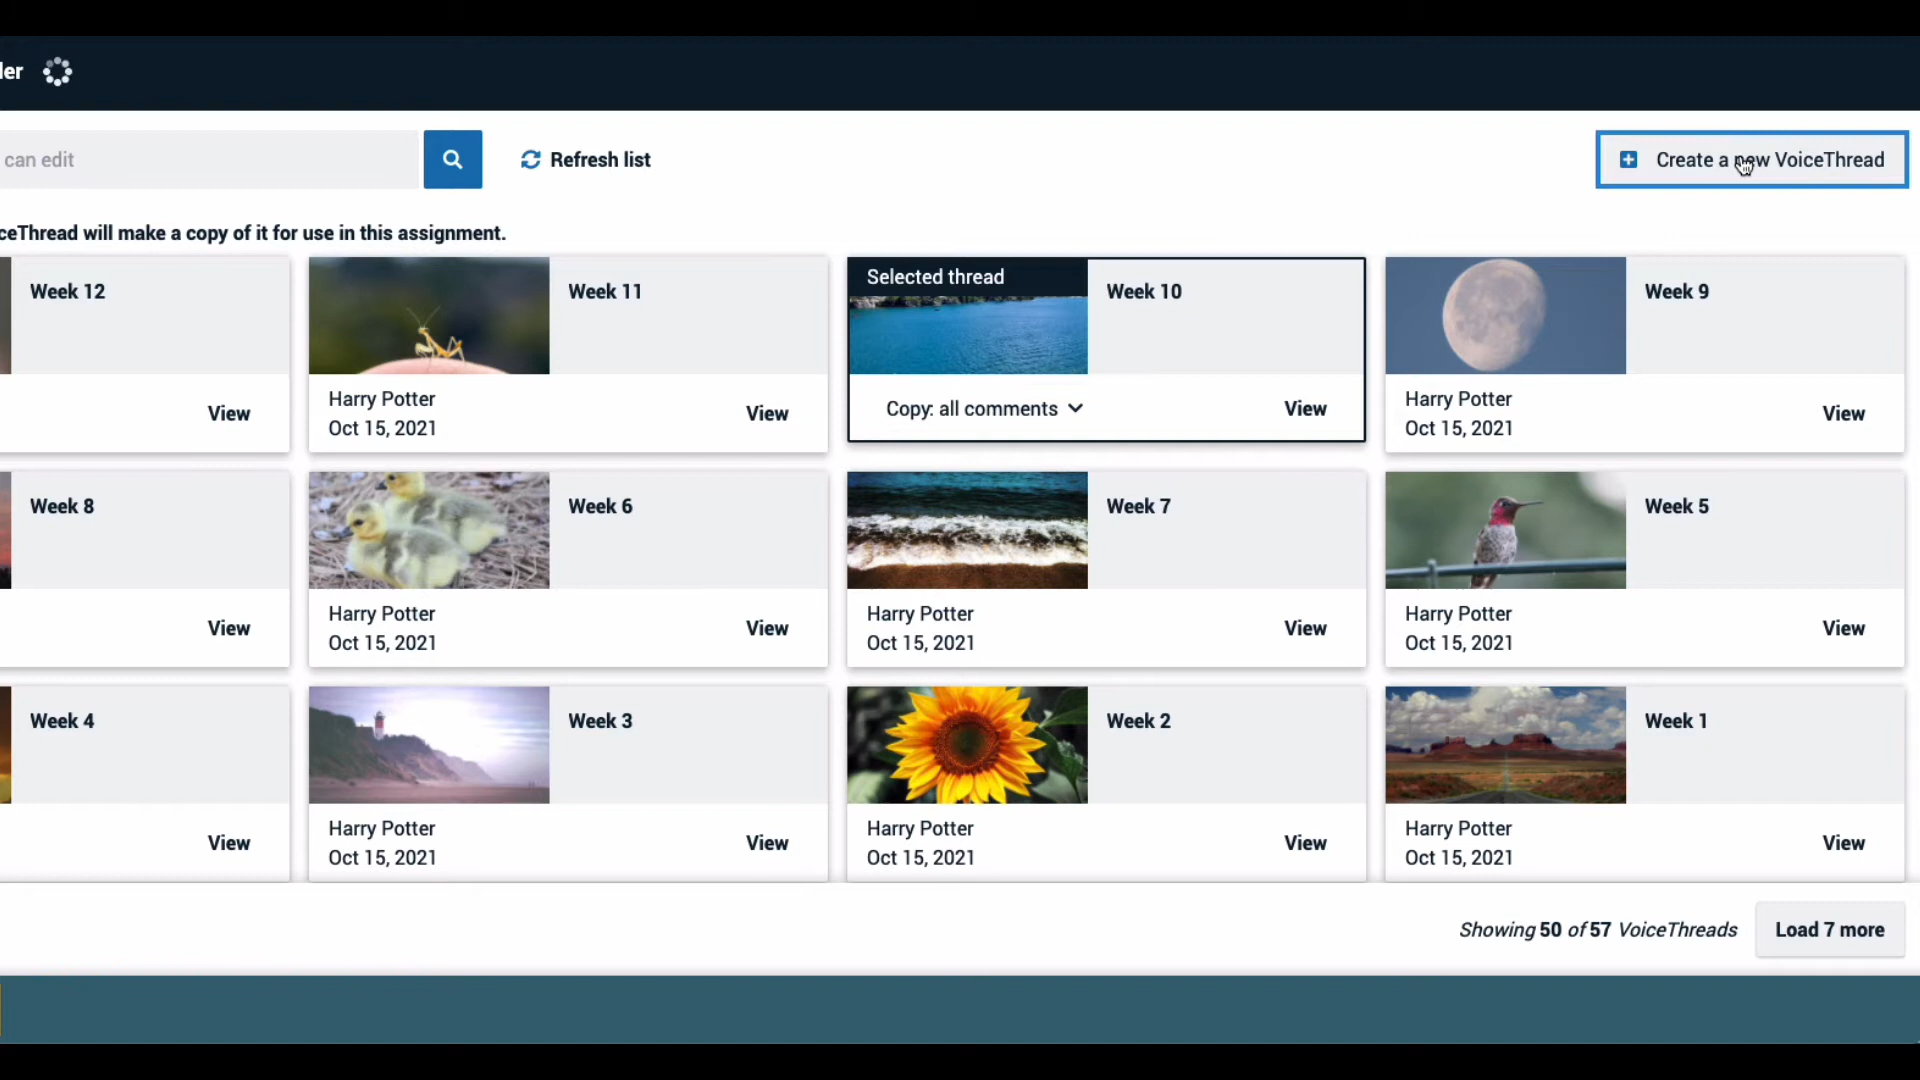 ler
can edit
Refresh list
Create a new VoiceThread
ceThread will make a copy of it for use in this assignment.
Week 12
View
Week 11
Harry Potter
Oct 15, 2021
View
Selected thread
Week 10
Copy: all comments
View
Week 9
Harry Potter
Oct 15, 2021
View
Week 8
View
Week 6
Harry Potter
Oct 15, 2021
View
Week 7
Harry Potter
Oct 15, 2021
View
Week 5
Harry Potter
Oct 15, 2021
View
Week 4
View
Week 3
Harry Potter
Oct 15, 2021
View
Week 2
Harry Potter
Oct 15, 2021
View
Week 1
Harry Potter
Oct 15, 2021
View
Showing 50 of 57 VoiceThreads
Load 7 more